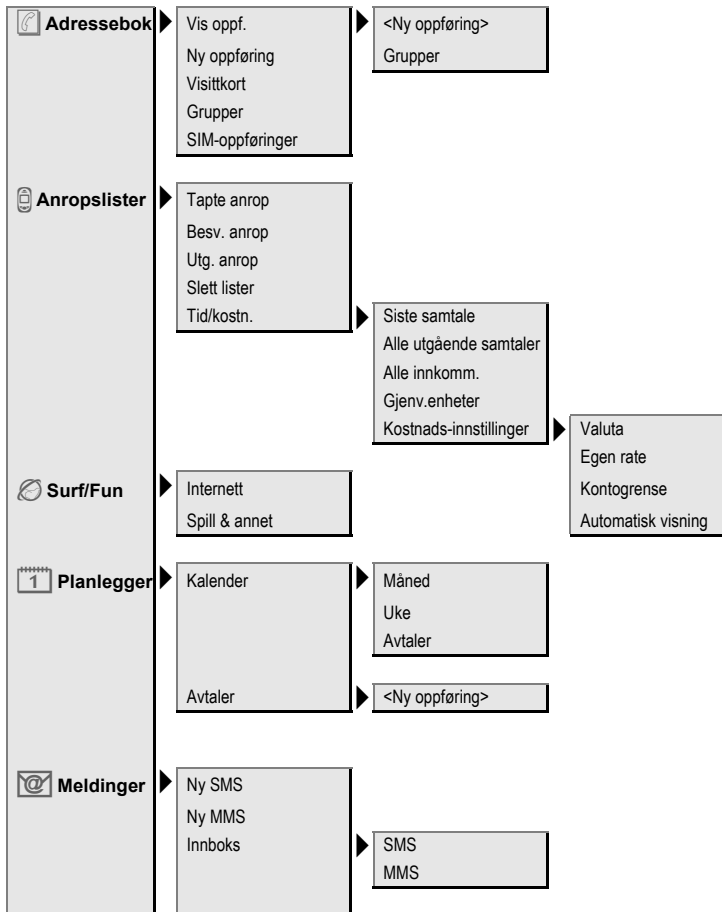 Adressebok
Vis oppf.
<Ny oppføring>
Ny oppføring
Grupper
Visittkort
Grupper
SIM-oppføringer
Anropslister
Tapte anrop
Besv. anrop
Utg. anrop
Slett lister
Tid/kostn.
Siste samtale
Alle utgående samtaler
Alle innkomm.
Gjenv.enheter
Kostnads-innstillinger
Valuta
Egen rate
Kontogrense
Automatisk visning
Surf/Fun
Internett
Spill & annet
1 Planlegger
Kalender
Måned
Uke
Avtaler
Avtaler
<Ny oppføring>
@ Meldinger
Ny SMS
Ny MMS
Innboks
SMS
MMS